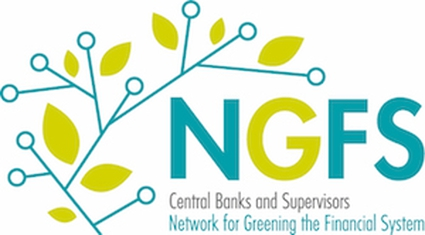 NGFS
Central Banks and Supervisors
Network for Greening the Financial System